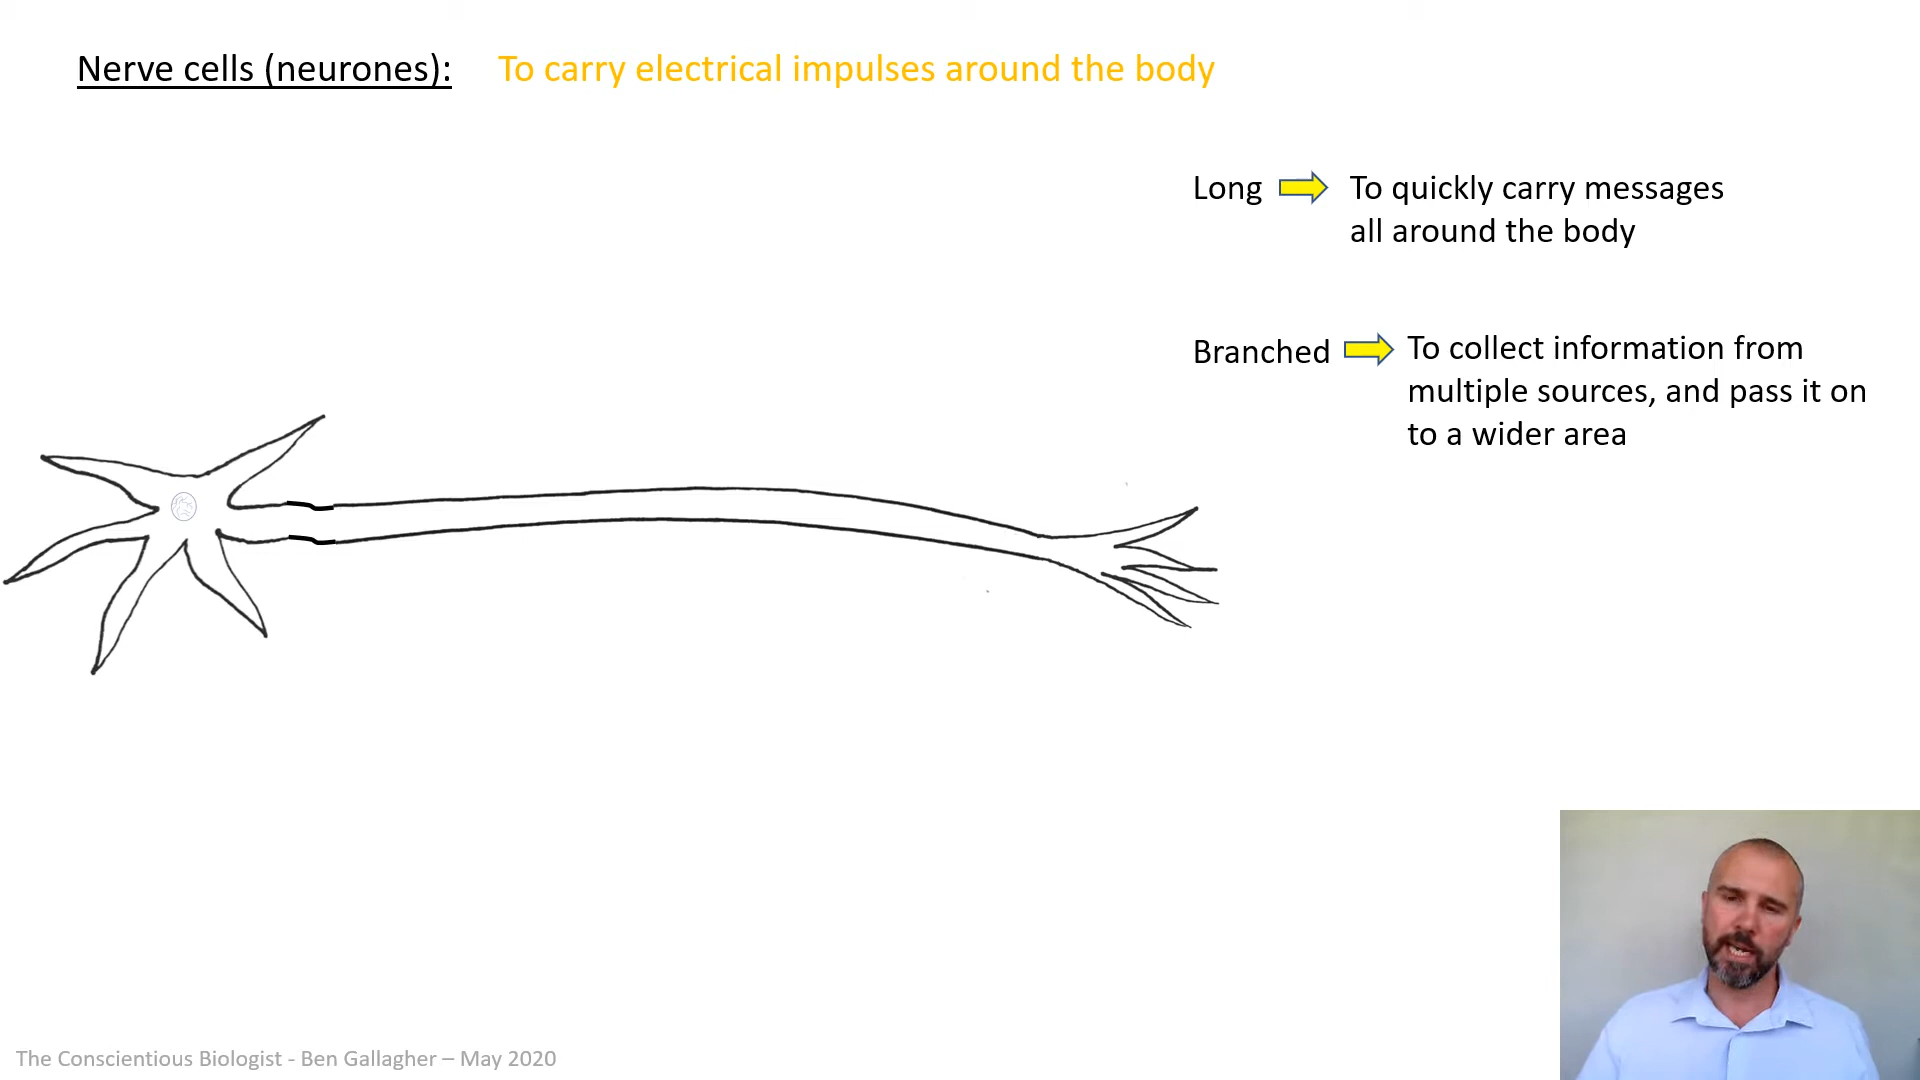 Nerve cells (neurones): To carry electrical impulses around the body
Long To quickly carry messages
all around the body
Branched To collect information from
multiple sources, and pass it on
to a wider area
The Conscientious Biologist - Ben Gallagher – May 2020